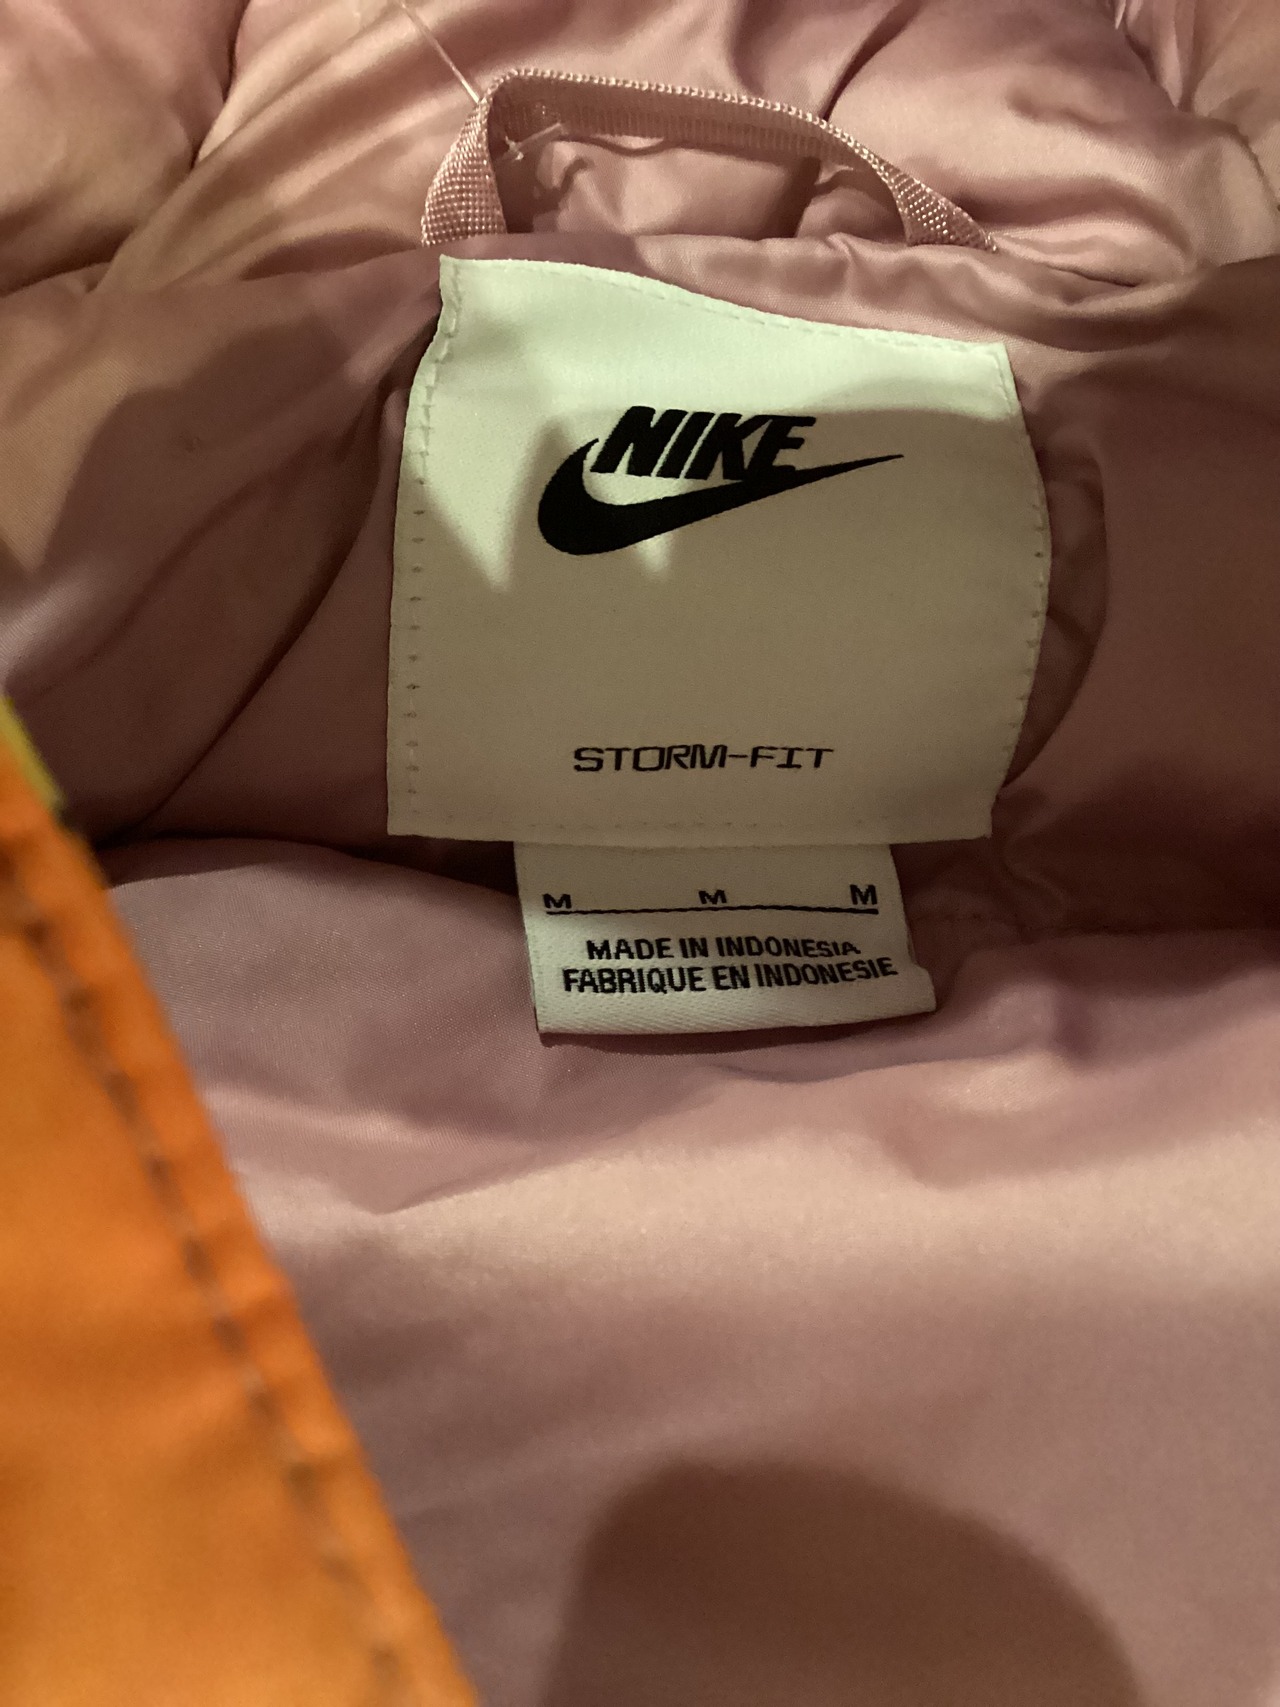 NIKE
STORM-FIT
M M M
MADE IN INDONESIA
FABRIQUE EN INDONESIE